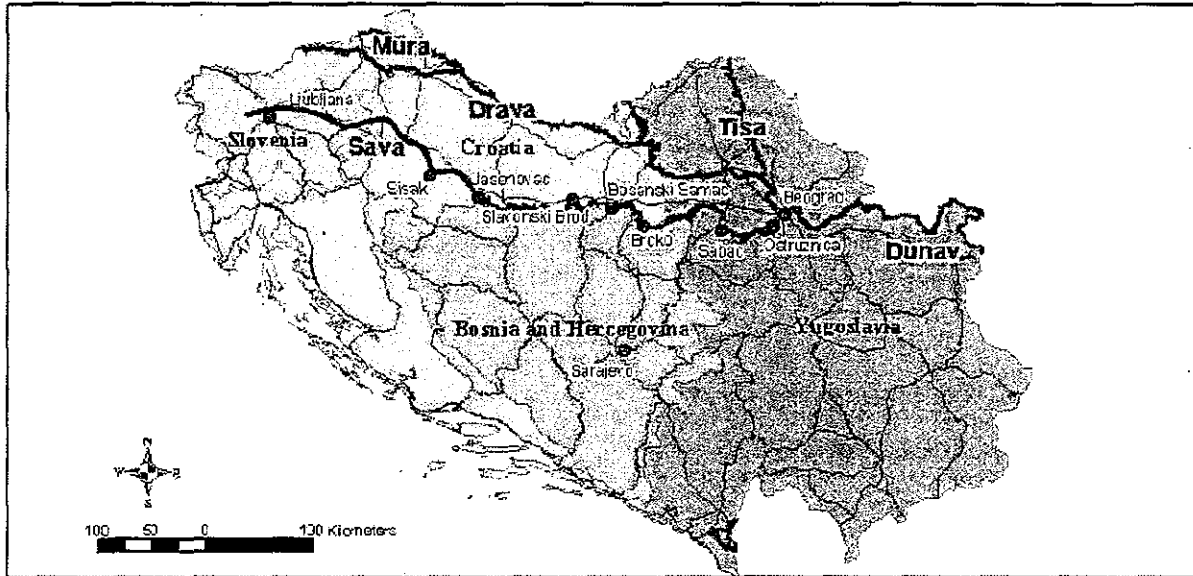 Mura
Drava
Tisa
Ljubljana
Slovenia
Sava
Croatia
Sisak
Jasenovac
Bosanski Samac
Beograd
Slavonski Brod
Brcko
Sabac
Ostruznica
Dunav
Bosnia and Hercegovina
Yugoslavia
Sarajevo
N
W
E
S
100 50 0 100 Kilometers